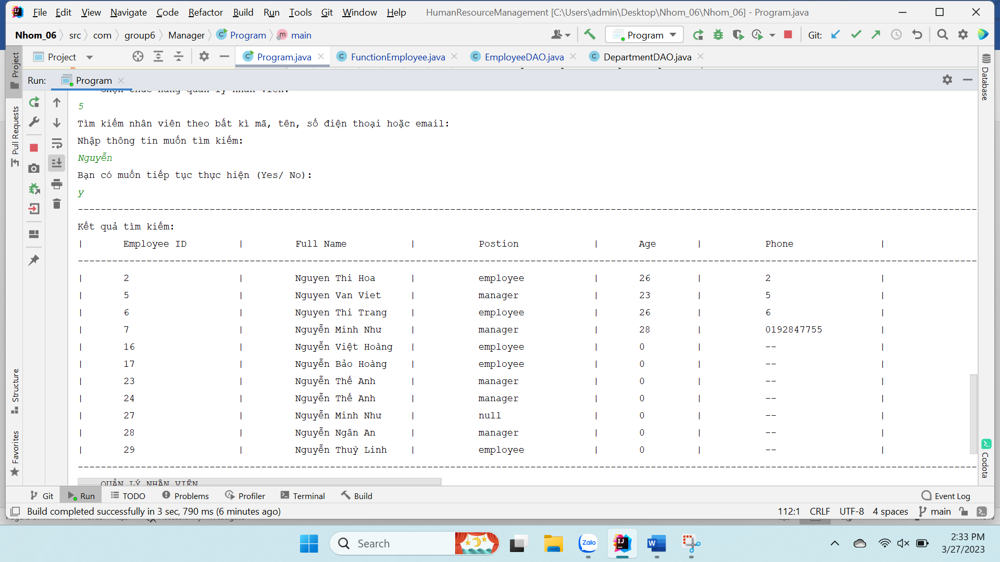 File Edit View Navigate Code Refactor Build Run Tools Git Window Help HumanResourceManagement [C:\Users\admin\Desktop\Nhom_06\Nhom_06] - Program.java
Nhom_06 src com group6 Manager Program main Program Git:
Project Program.java FunctionEmployee.java EmployeeDAO.java DepartmentDAO.java
Run: Program
Project
Pull Requests
Structure
Favorites
Database
Codota
Chọn chức năng quản lý nhân viên:
5
Tìm kiếm nhân viên theo bất kì mã, tên, số điện thoại hoặc email:
Nhập thông tin muốn tìm kiếm:
Nguyễn
Bạn có muốn tiếp tục thực hiện (Yes/ No):
y
Kết quả tìm kiếm:
| Employee ID | Full Name | Postion | Age | Phone |
| 2 | Nguyen Thi Hoa | employee | 26 | 2 |
| 5 | Nguyen Van Viet | manager | 23 | 5 |
| 6 | Nguyen Thi Trang | employee | 26 | 6 |
| 7 | Nguyễn Minh Như | manager | 28 | 0192847755 |
| 16 | Nguyễn Việt Hoàng | employee | 0 | -- |
| 17 | Nguyễn Bảo Hoàng | employee | 0 | -- |
| 23 | Nguyễn Thế Anh | manager | 0 | -- |
| 24 | Nguyễn Thế Anh | manager | 0 | -- |
| 27 | Nguyễn Minh Như | null | 0 | -- |
| 28 | Nguyễn Ngân An | manager | 0 | -- |
| 29 | Nguyễn Thuỳ Linh | employee | 0 | -- |
QUẢN LÝ NHÂN VIÊN
Git Run TODO Problems Profiler Terminal Build Event Log
Build completed successfully in 3 sec, 790 ms (6 minutes ago) 112:1 CRLF UTF-8 4 spaces main
Search Zalo 2:33 PM
3/27/2023